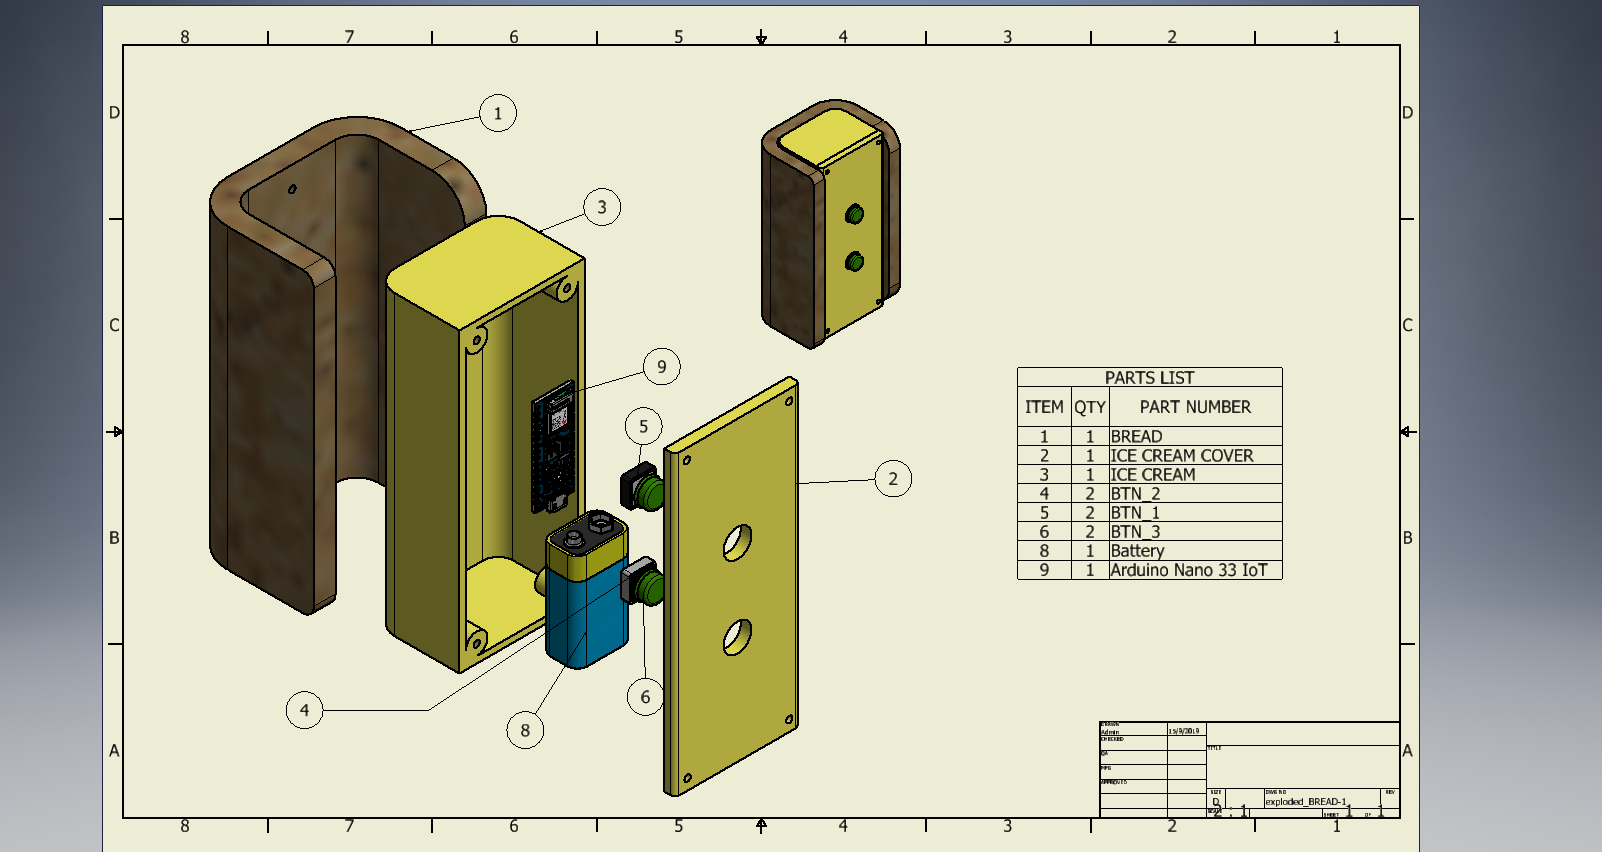 8 7 6 5 4 3 2 1
D D
1
3
C C
9
5
2
PARTS LIST
ITEM QTY PART NUMBER
1 1 BREAD
2 1 ICE CREAM COVER
3 1 ICE CREAM
4 2 BTN_2
5 2 BTN_1
6 2 BTN_3
8 1 Battery
9 1 Arduino Nano 33 IoT
B B
4
6
8
A A
DRAWN
Admin 15/9/2019
CHECKED
QA
MFG
APPROVED
TITLE
SIZE DWG NO REV
D exploded_BREAD-1
SCALE 2 : 1 SHEET 1 OF 1
8 7 6 5 4 3 2 1